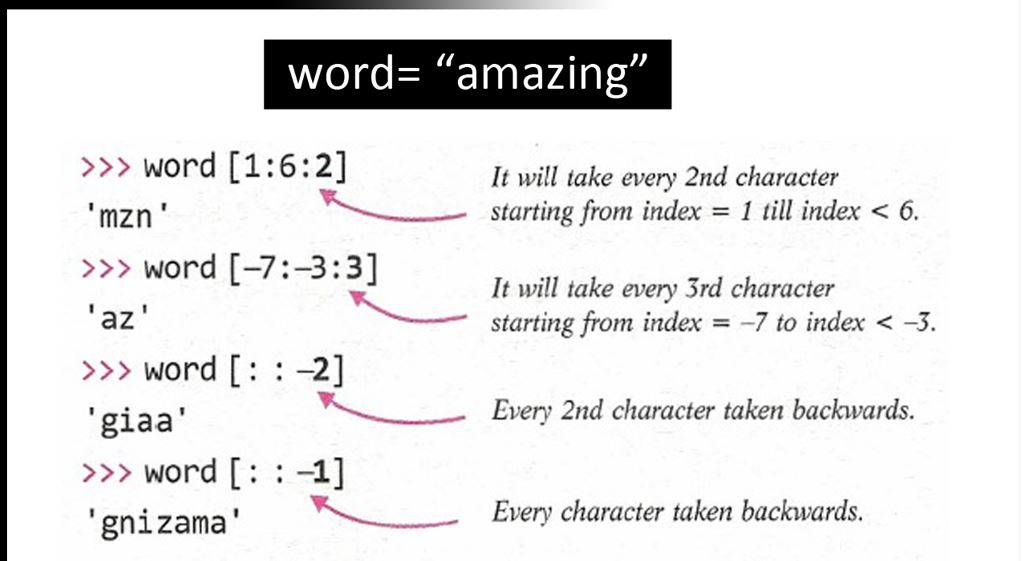 word= “amazing”
>>> word [1:6:2]
'mzn'
It will take every 2nd character
starting from index = 1 till index < 6.
>>> word [–7:–3:3]
'az'
It will take every 3rd character
starting from index = –7 to index < –3.
>>> word [: : –2]
'giaa'
Every 2nd character taken backwards.
>>> word [: : –1]
'gnizama'
Every character taken backwards.